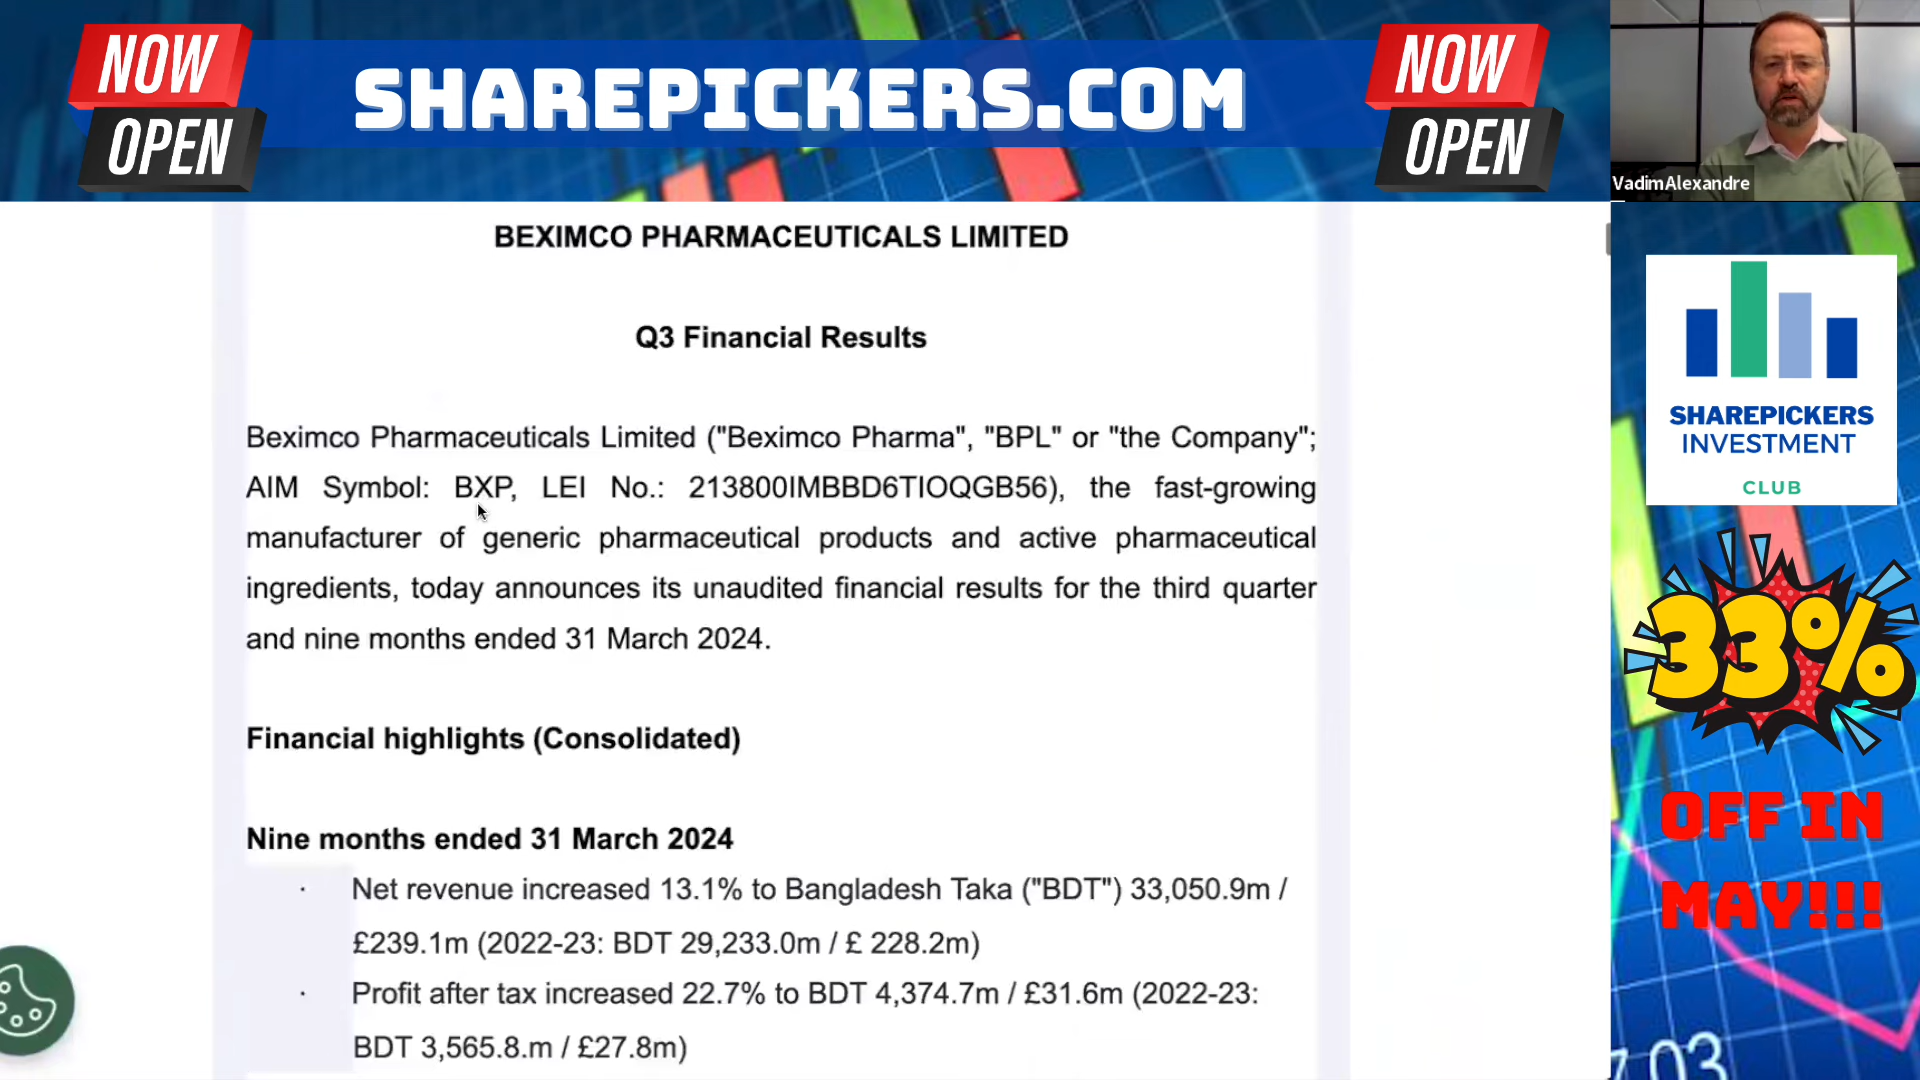 NOW
OPEN
SHAREPICKERS.COM
NOW
OPEN
VadimAlexandre
BEXIMCO PHARMACEUTICALS LIMITED
Q3 Financial Results
Beximco Pharmaceuticals Limited ("Beximco Pharma", "BPL" or "the Company";
AIM Symbol: BXP, LEI No.: 213800IMBBD6TIOQGB56), the fast-growing
manufacturer of generic pharmaceutical products and active pharmaceutical
ingredients, today announces its unaudited financial results for the third quarter
and nine months ended 31 March 2024.
Financial highlights (Consolidated)
Nine months ended 31 March 2024
· Net revenue increased 13.1% to Bangladesh Taka ("BDT") 33,050.9m /
£239.1m (2022-23: BDT 29,233.0m / £ 228.2m)
· Profit after tax increased 22.7% to BDT 4,374.7m / £31.6m (2022-23:
BDT 3,565.8.m / £27.8m)
SHAREPICKERS
INVESTMENT
CLUB
33%
OFF IN
MAY!!!
7.03